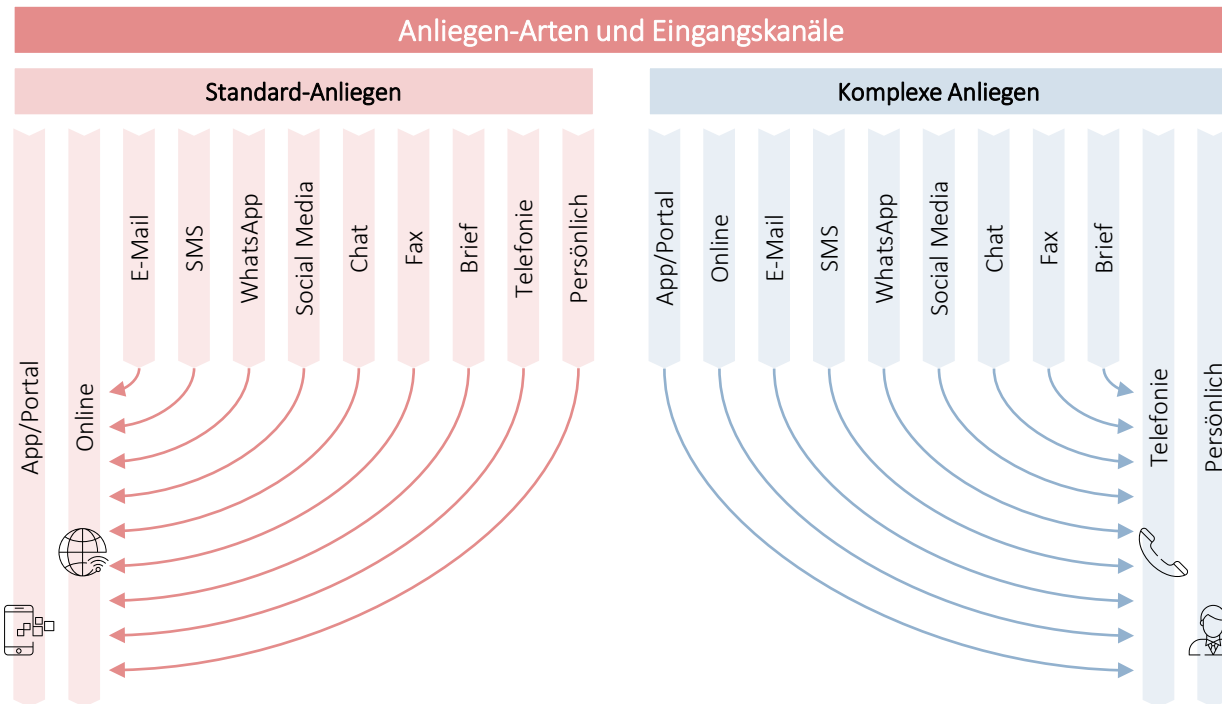 Anliegen-Arten und Eingangskanäle
Standard-Anliegen
App/Portal
Online
E-Mail
SMS
WhatsApp
Social Media
Chat
Fax
Brief
Telefonie
Persönlich
Komplexe Anliegen
App/Portal
Online
E-Mail
SMS
WhatsApp
Social Media
Chat
Fax
Brief
Telefonie
Persönlich